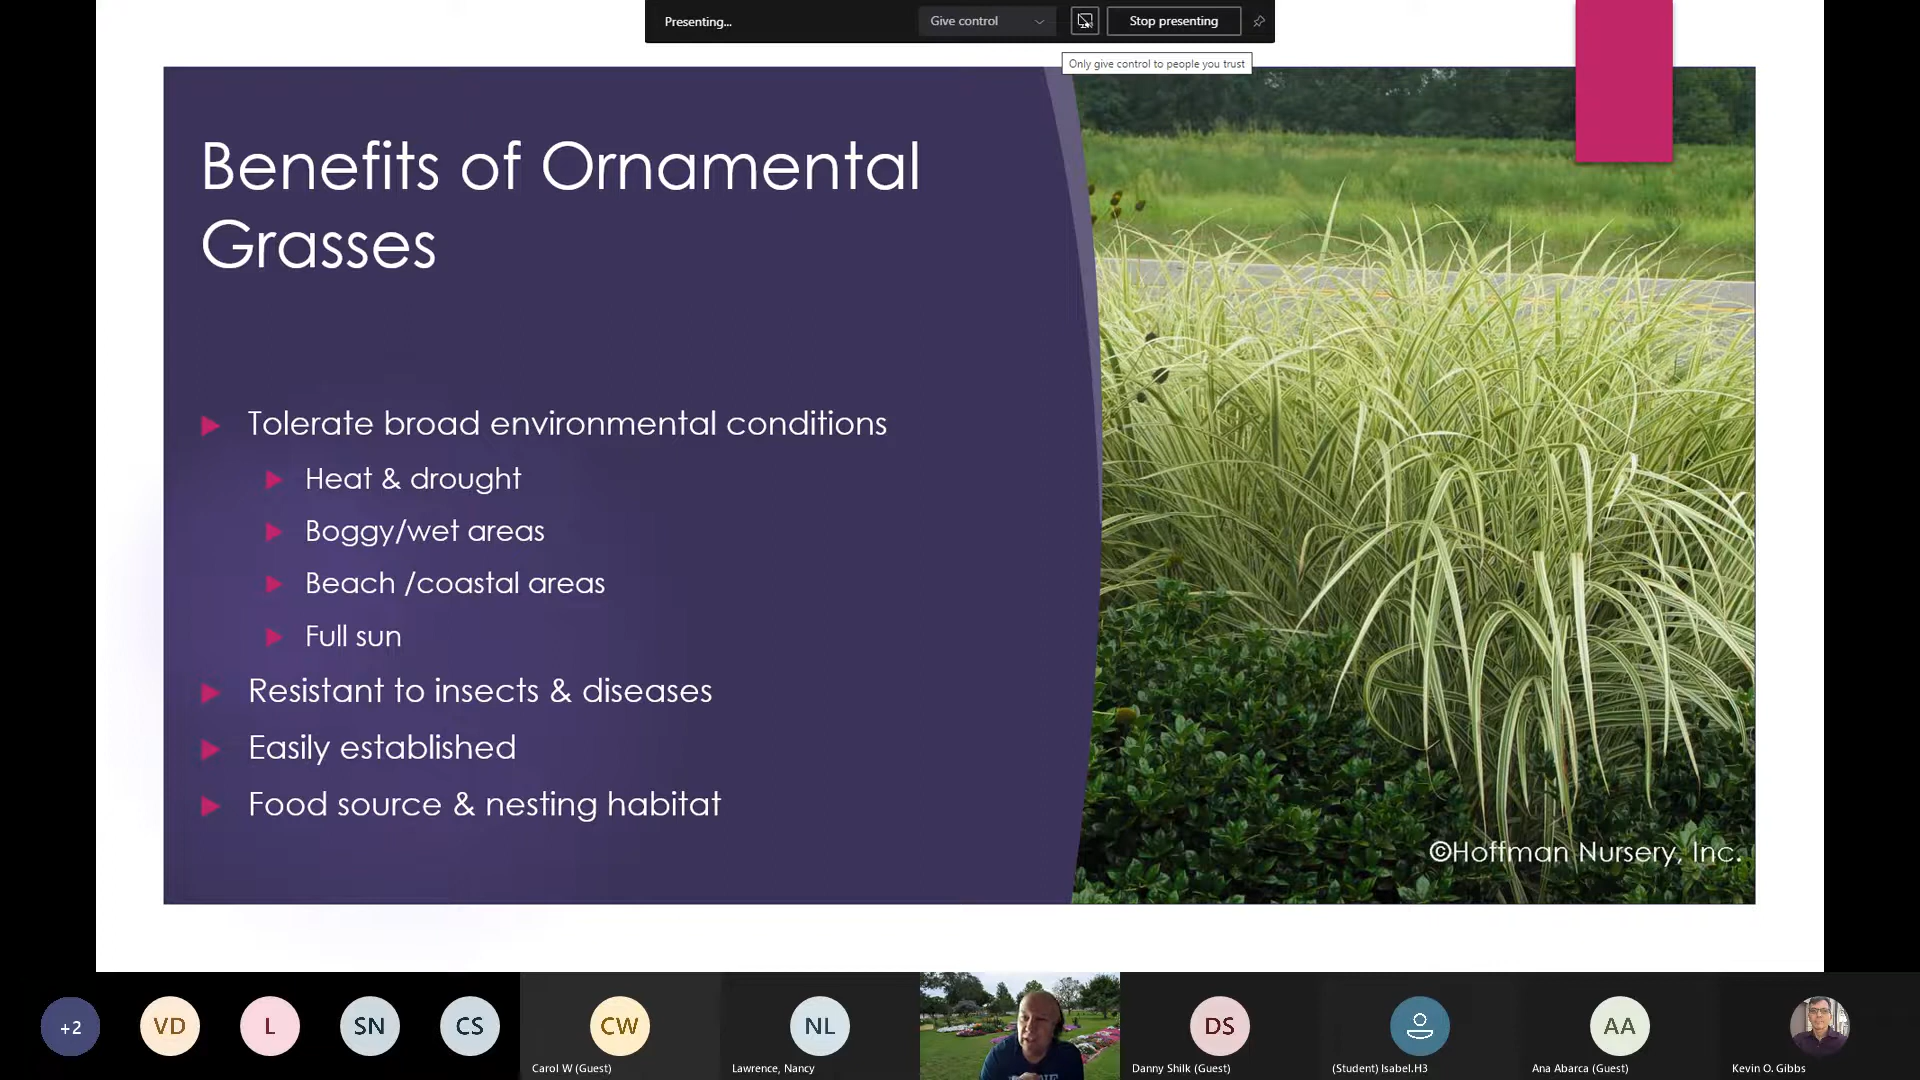 Presenting...
Give control
Stop presenting
Only give control to people you trust
Benefits of Ornamental
Grasses
Tolerate broad environmental conditions
Heat & drought
Boggy/wet areas
Beach /coastal areas
Full sun
Resistant to insects & diseases
Easily established
Food source & nesting habitat
©Hoffman Nursery, Inc.
+2
VD
L
SN
CS
CW
NL
DS
AA
Carol W (Guest)
Lawrence, Nancy
Danny Shilk (Guest)
(Student) Isabel.H3
Ana Abarca (Guest)
Kevin O. Gibbs